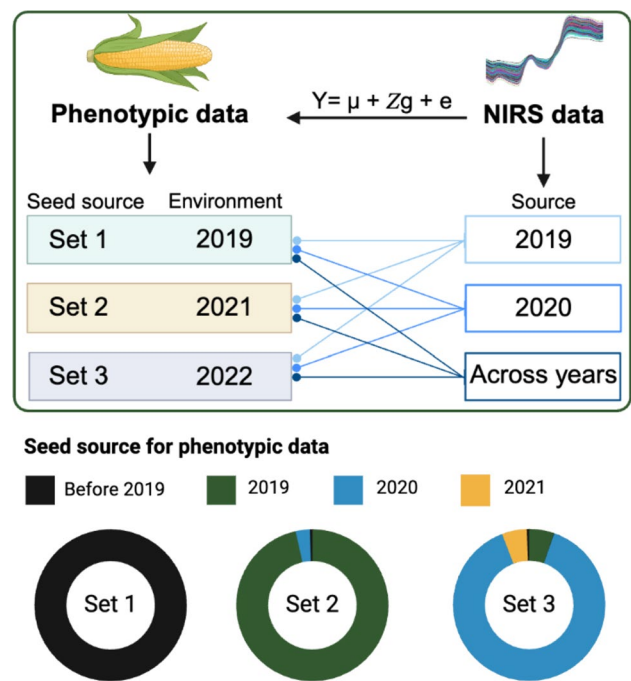 Y= μ + Zg + e
Phenotypic data
NIRS data
Seed source Environment
Source
Set 1 2019
2019
Set 2 2021
2020
Set 3 2022
Across years
Seed source for phenotypic data
Before 2019 2019 2020 2021
Set 1 Set 2 Set 3